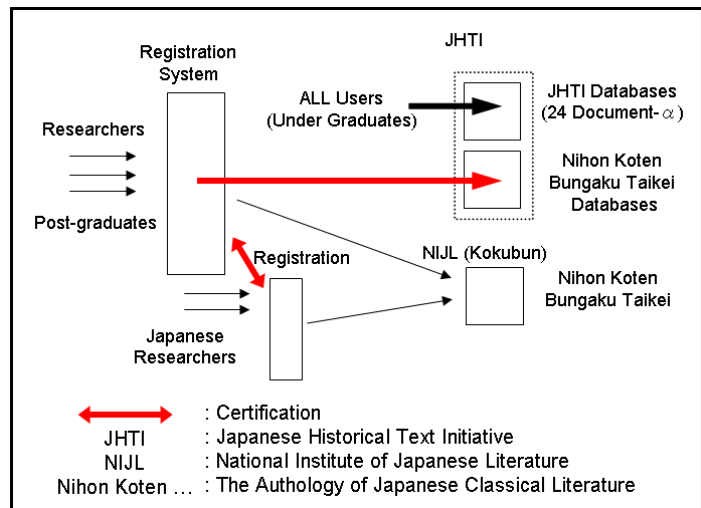 JHTI
Registration
System
ALL Users
(Under Graduates)
JHTI Databases
(24 Document-α)
Researchers
Post-graduates
Nihon Koten
Bungaku Taikei
Databases
Registration
NIJL (Kokubun)
Nihon Koten
Bungaku Taikei
Japanese
Researchers
: Certification
JHTI : Japanese Historical Text Initiative
NIJL : National Institute of Japanese Literature
Nihon Koten … : The Authology of Japanese Classical Literature